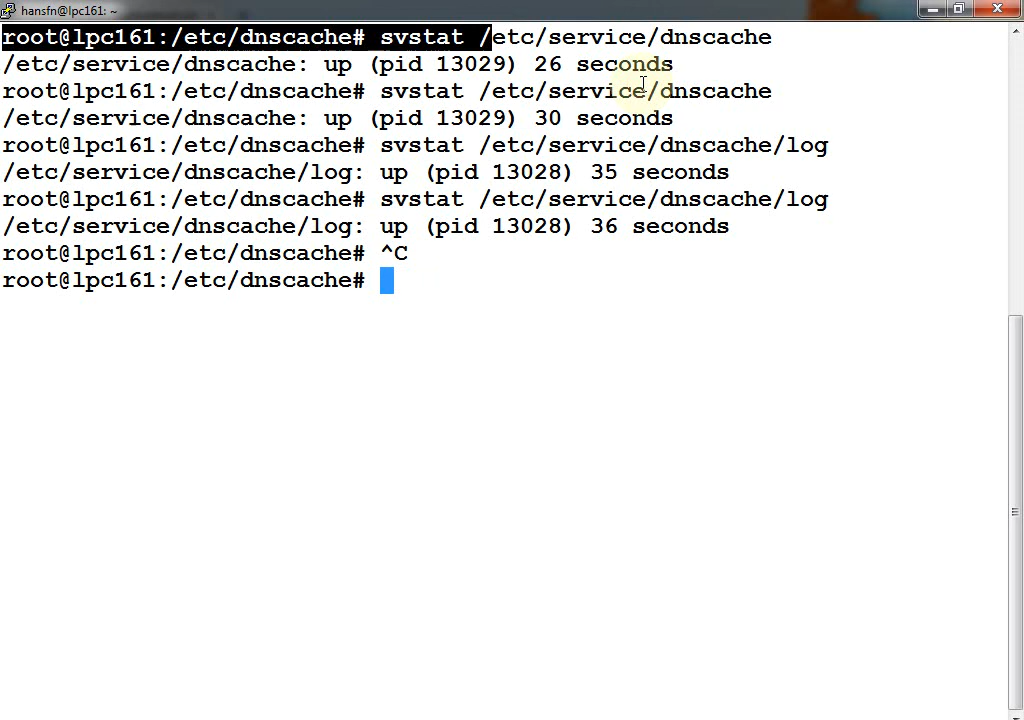 hansfn@lpc161: ~
root@lpc161:/etc/dnscache# svstat /etc/service/dnscache
/etc/service/dnscache: up (pid 13029) 26 seconds
root@lpc161:/etc/dnscache# svstat /etc/service/dnscache
/etc/service/dnscache: up (pid 13029) 30 seconds
root@lpc161:/etc/dnscache# svstat /etc/service/dnscache/log
/etc/service/dnscache/log: up (pid 13028) 35 seconds
root@lpc161:/etc/dnscache# svstat /etc/service/dnscache/log
/etc/service/dnscache/log: up (pid 13028) 36 seconds
root@lpc161:/etc/dnscache# ^C
root@lpc161:/etc/dnscache#